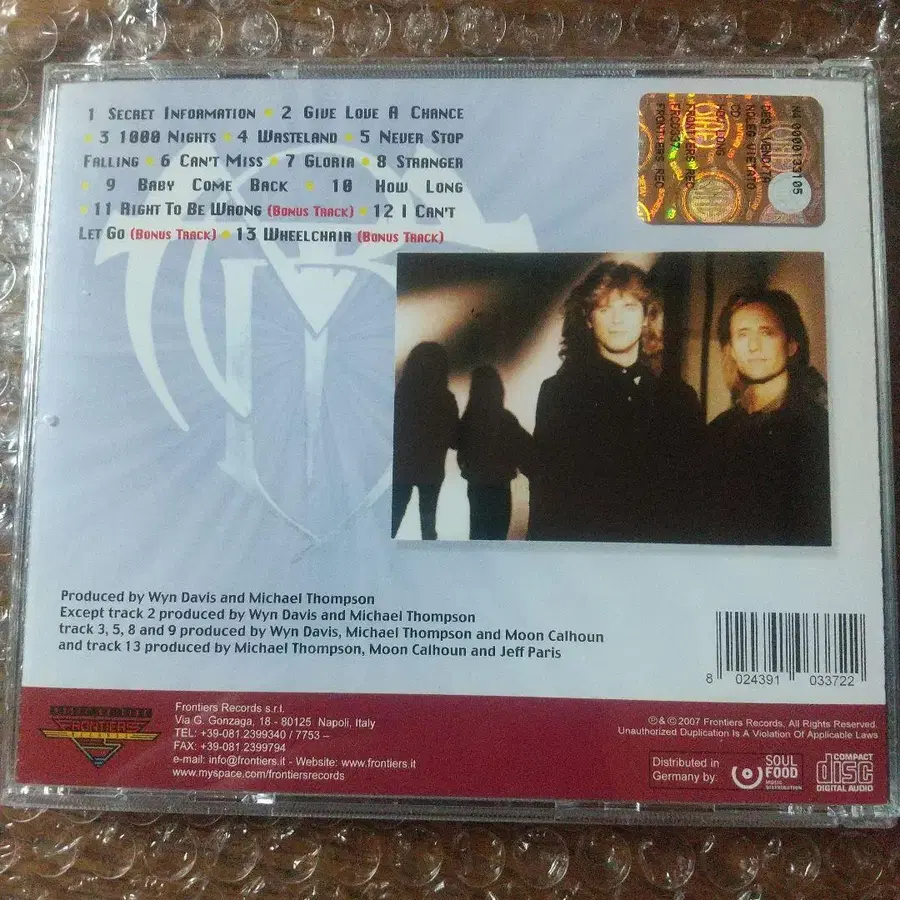 1 Secret Information • 2 Give Love A Chance
• 3 1000 Nights • 4 Wasteland • 5 Never Stop
Falling • 6 Can't Miss • 7 Gloria • 8 Stranger
• 9 Baby Come Back • 10 How Long
• 11 Right To Be Wrong (Bonus Track) • 12 I Can't
Let Go (Bonus Track) • 13 Wheelchair (Bonus Track)
Produced by Wyn Davis and Michael Thompson
Except track 2 produced by Wyn Davis and Michael Thompson
track 3, 5, 8 and 9 produced by Wyn Davis, Michael Thompson and Moon Calhoun
and track 13 produced by Michael Thompson, Moon Calhoun and Jeff Paris
8 024391 033722
FRONTIERS
Frontiers Records s.r.l.
Via G. Gonzaga, 18 - 80125 Napoli, Italy
TEL: +39-081.2399340 / 7753 –
FAX: +39-081.2399794
e-mail: info@frontiers.it - Website: www.frontiers.it
www.myspace.com/frontiersrecords
℗ & © 2007 Frontiers Records. All Rights Reserved.
Unauthorized Duplication Is A Violation Of Applicable Laws
Distributed in
Germany by:
SOUL
FOOD
MUSIC
DISTRIBUTION
COMPACT
disc
DIGITAL AUDIO